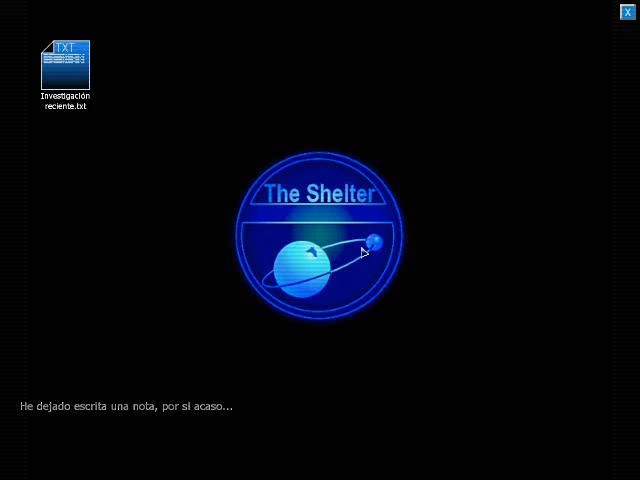 X
TXT
Investigación
reciente.txt
The Shelter
He dejado escrita una nota, por si acaso...